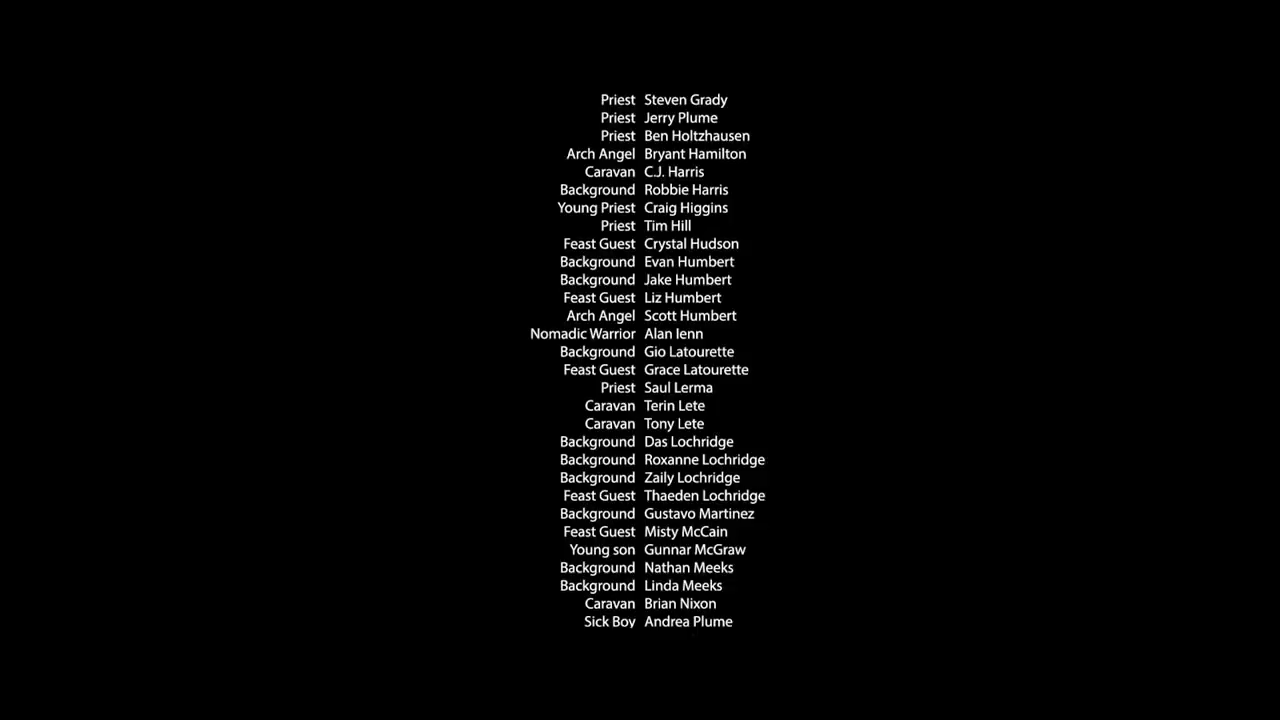 Priest Steven Grady
Priest Jerry Plume
Priest Ben Holtzhausen
Arch Angel Bryant Hamilton
Caravan C.J. Harris
Background Robbie Harris
Young Priest Craig Higgins
Priest Tim Hill
Feast Guest Crystal Hudson
Background Evan Humbert
Background Jake Humbert
Feast Guest Liz Humbert
Arch Angel Scott Humbert
Nomadic Warrior Alan Ienn
Background Gio Latourette
Feast Guest Grace Latourette
Priest Saul Lerma
Caravan Terin Lete
Caravan Tony Lete
Background Das Lochridge
Background Roxanne Lochridge
Background Zaily Lochridge
Feast Guest Thaeden Lochridge
Background Gustavo Martinez
Feast Guest Misty McCain
Young son Gunnar McGraw
Background Nathan Meeks
Background Linda Meeks
Caravan Brian Nixon
Sick Boy Andrea Plume